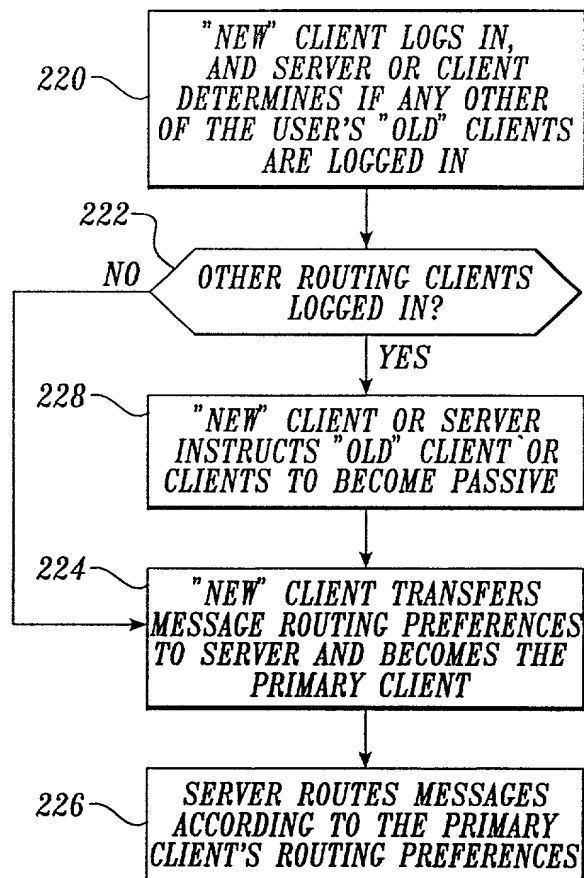 220
"NEW" CLIENT LOGS IN,
AND SERVER OR CLIENT
DETERMINES IF ANY OTHER
OF THE USER'S "OLD" CLIENTS
ARE LOGGED IN
222
NO
OTHER ROUTING CLIENTS
LOGGED IN?
YES
228
"NEW" CLIENT OR SERVER
INSTRUCTS "OLD" CLIENT OR
CLIENTS TO BECOME PASSIVE
224
"NEW" CLIENT TRANSFERS
MESSAGE ROUTING PREFERENCES
TO SERVER AND BECOMES THE
PRIMARY CLIENT
226
SERVER ROUTES MESSAGES
ACCORDING TO THE PRIMARY
CLIENT'S ROUTING PREFERENCES